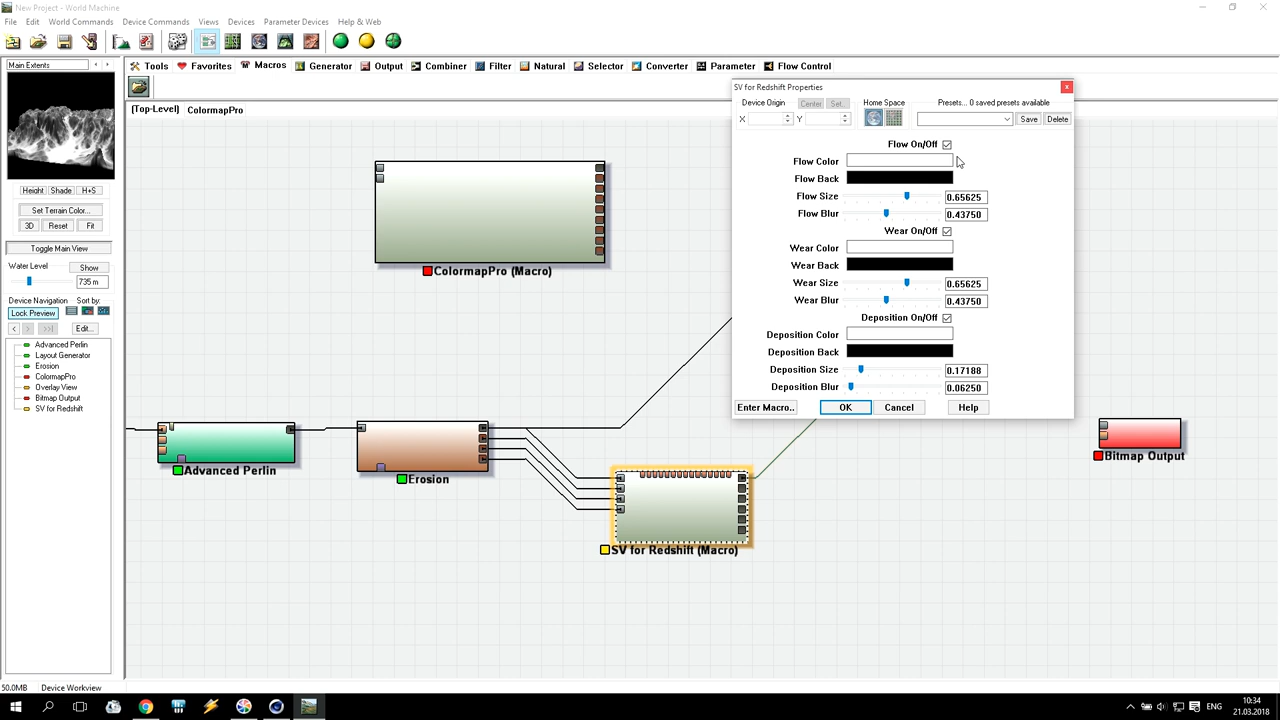 New Project - World Machine
File Edit World Commands Device Commands Views Devices Parameter Devices Help & Web
Main Extents
Tools Favorites Macros Generator Output Combiner Filter Natural Selector Converter Parameter Flow Control
[Top-Level] ColormapPro
Height Shade H+S
Set Terrain Color...
3D Reset Fit
Toggle Main View
Water Level Show
735 m
Device Navigation Sort by:
Lock Preview
Edit...
Advanced Perlin
Layout Generator
Erosion
ColormapPro
Overlay View
Bitmap Output
SV for Redshift
ColormapPro (Macro)
Advanced Perlin
Erosion
SV for Redshift (Macro)
Bitmap Output
SV for Redshift Properties
Device Origin Center Set... Home Space Presets... 0 saved presets available
X Y Save Delete
Flow On/Off
Flow Color
Flow Back
Flow Size 0.65625
Flow Blur 0.43750
Wear On/Off
Wear Color
Wear Back
Wear Size 0.65625
Wear Blur 0.43750
Deposition On/Off
Deposition Color
Deposition Back
Deposition Size 0.17188
Deposition Blur 0.06250
Enter Macro.. OK Cancel Help
50.0MB Device Workview
ENG
10:34
21.03.2018